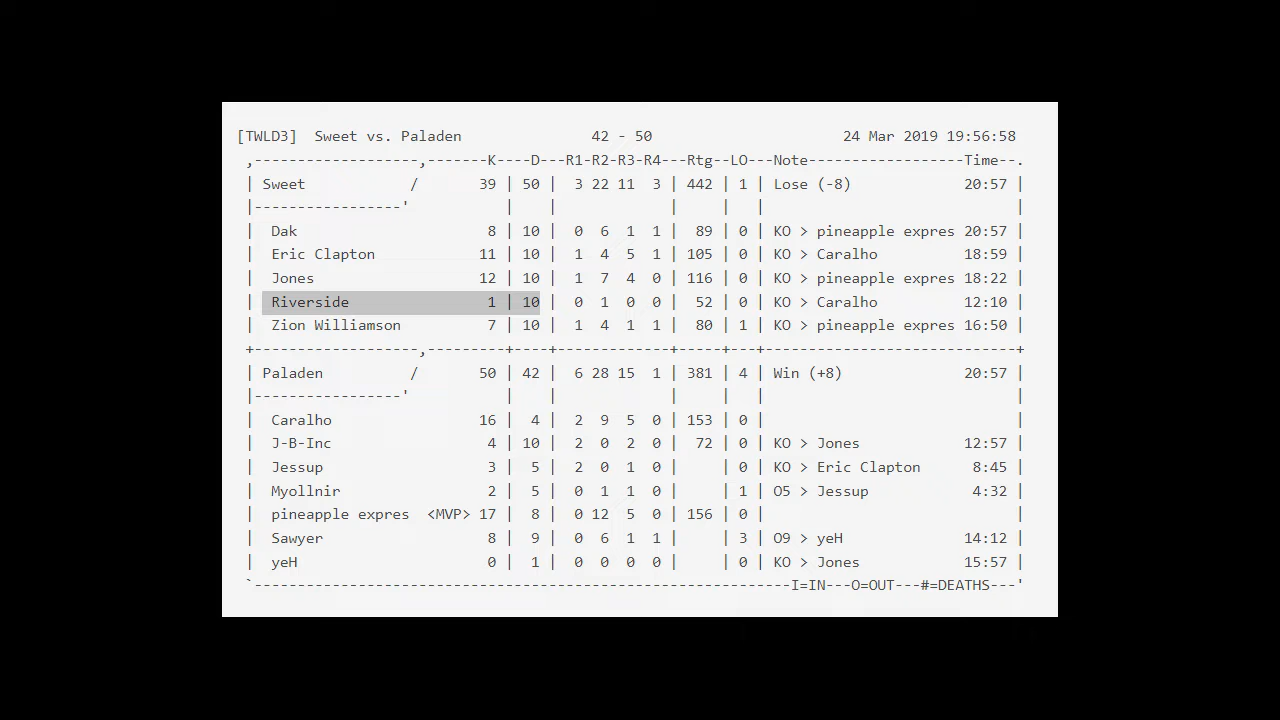 [TWLD3]  Sweet vs. Paladen               42 - 50                      24 Mar 2019 19:56:58
 ,-------------------,-------K----D---R1-R2-R3-R4---Rtg--LO---Note------------------Time--.
 | Sweet            /       39 | 50 |  3 22 11  3 | 442 | 1 | Lose (-8)             20:57 |
 |-----------------'           |    |             |     |   |                             |
 |  Dak                      8 | 10 |  0  6  1  1 |  89 | 0 | KO > pineapple expres 20:57 |
 |  Eric Clapton            11 | 10 |  1  4  5  1 | 105 | 0 | KO > Caralho          18:59 |
 |  Jones                   12 | 10 |  1  7  4  0 | 116 | 0 | KO > pineapple expres 18:22 |
 |  Riverside                1 | 10 |  0  1  0  0 |  52 | 0 | KO > Caralho          12:10 |
 |  Zion Williamson          7 | 10 |  1  4  1  1 |  80 | 1 | KO > pineapple expres 16:50 |
 +-------------------,---------+----+-------------+-----+---+-----------------------------+
 | Paladen          /       50 | 42 |  6 28 15  1 | 381 | 4 | Win (+8)              20:57 |
 |-----------------'           |    |             |     |   |                             |
 |  Caralho                 16 |  4 |  2  9  5  0 | 153 | 0 |                             |
 |  J-B-Inc                  4 | 10 |  2  0  2  0 |  72 | 0 | KO > Jones            12:57 |
 |  Jessup                   3 |  5 |  2  0  1  0 |     | 0 | KO > Eric Clapton      8:45 |
 |  Myollnir                 2 |  5 |  0  1  1  0 |     | 1 | O5 > Jessup            4:32 |
 |  pineapple expres  <MVP> 17 |  8 |  0 12  5  0 | 156 | 0 |                             |
 |  Sawyer                   8 |  9 |  0  6  1  1 |     | 3 | O9 > yeH              14:12 |
 |  yeH                      0 |  1 |  0  0  0  0 |     | 0 | KO > Jones            15:57 |
 `--------------------------------------------------------------I=IN---O=OUT---#=DEATHS---'